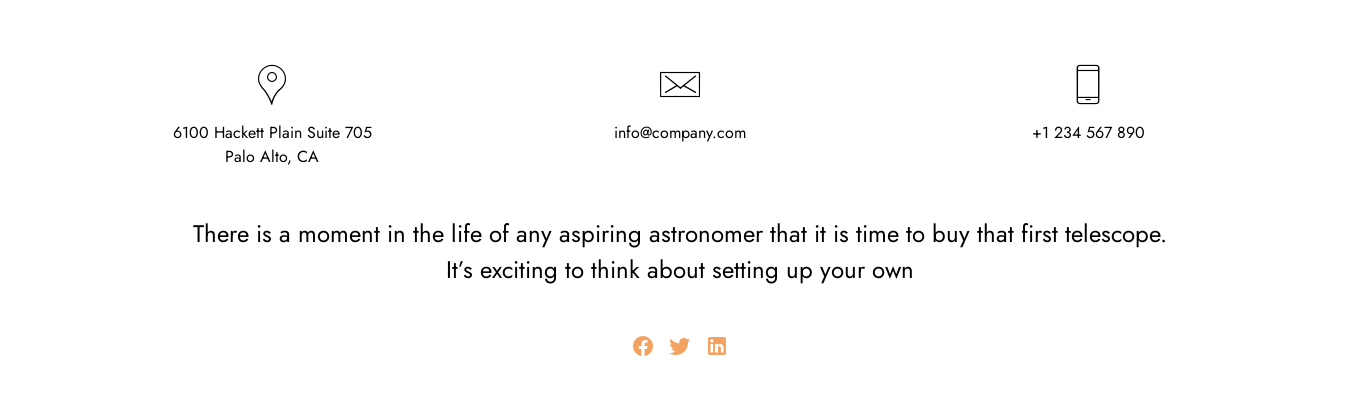 6100 Hackett Plain Suite 705
Palo Alto, CA
info@company.com
+1 234 567 890
There is a moment in the life of any aspiring astronomer that it is time to buy that first telescope.
It’s exciting to think about setting up your own